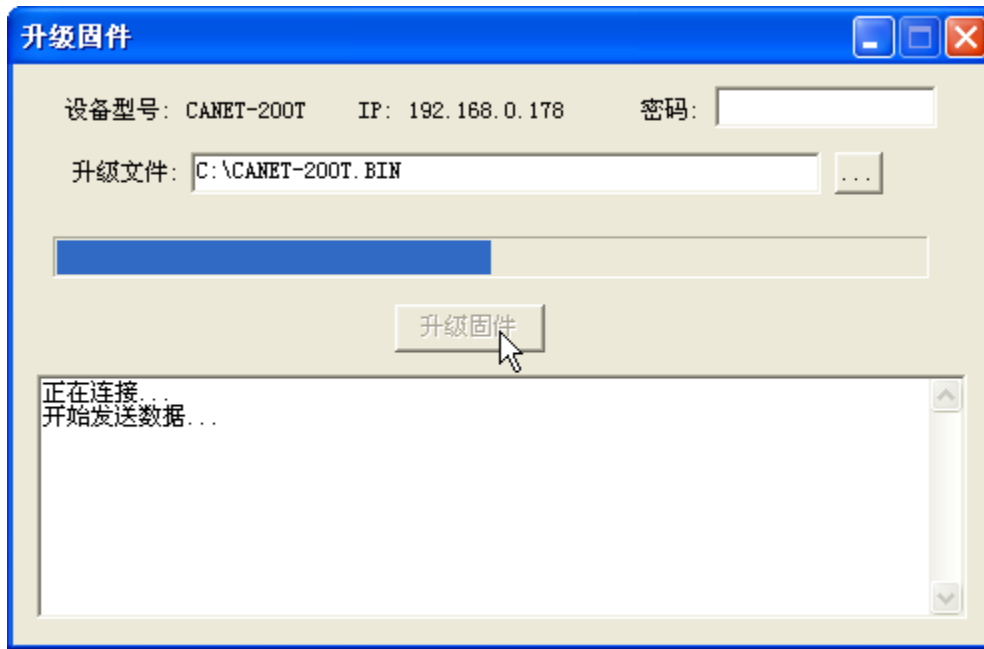 升级固件
设备型号: CANET-200T IP: 192.168.0.178 密码:
升级文件: C:\CANET-200T.BIN ...
升级固件
正在连接...
开始发送数据...